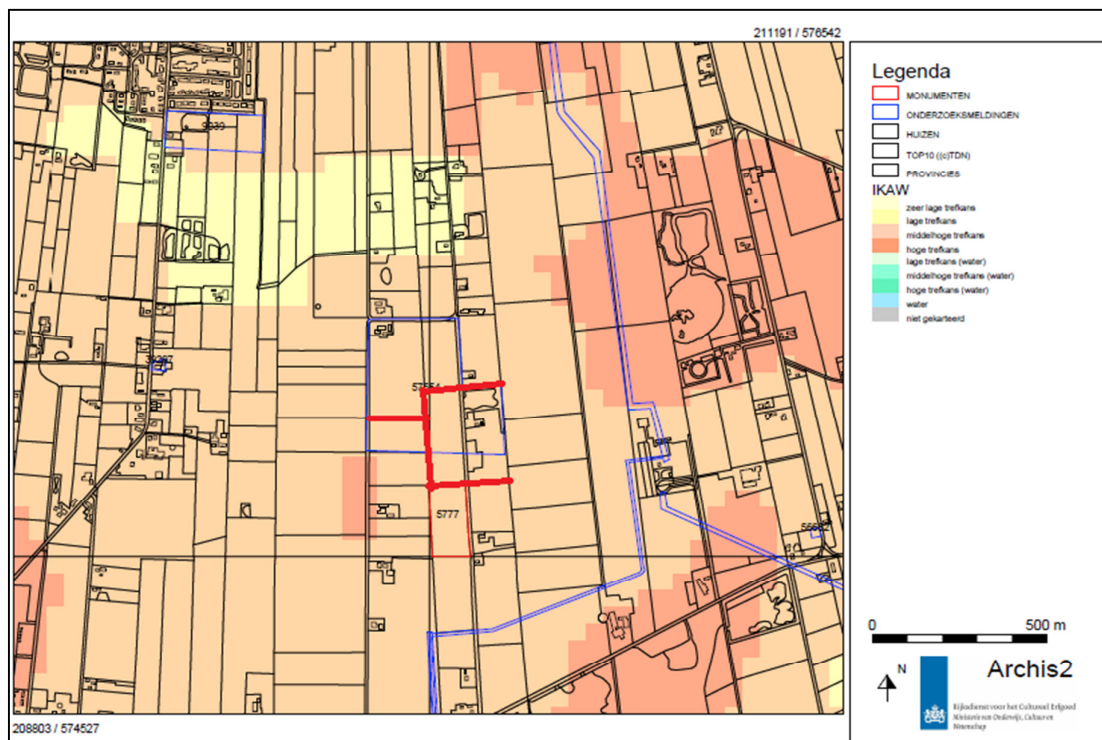 211191 / 576542
9939
39267
5777
208803 / 574527
Legenda
MONUMENTEN
ONDERZOEKSMELDINGEN
HUIZEN
TOP10 ((c)TDN)
PROVINCIES
IKAW
zeer lage trefkans
lage trefkans
middelhoge trefkans
hoge trefkans
lage trefkans (water)
middelhoge trefkans (water)
hoge trefkans (water)
water
niet gekarteerd
0 500 m
N
Archis2
Rijksdienst voor het Cultureel Erfgoed
Ministerie van Onderwijs, Cultuur en
Wetenschap